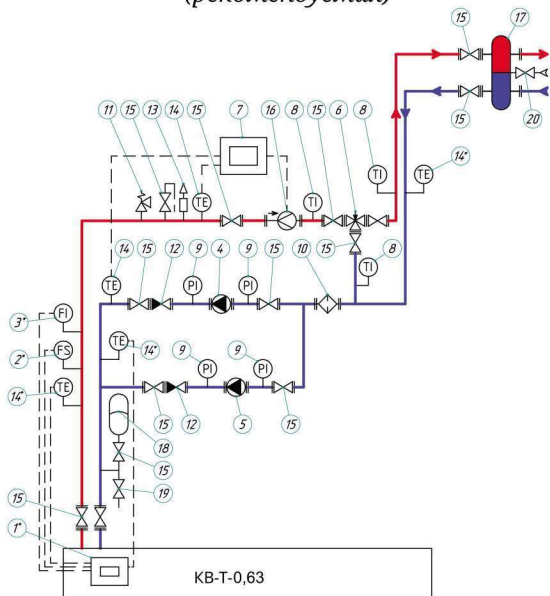 (рекомендуемая)
15 17
11 15 13 14 15 7 16 8 15 6 8
TI 15 20
14*
TE TI TI TE
14 15 12 9 4 9 15 10 15 8
TI
TE PI PI
3* FI
2* FS TE 14* 9 9
14* TE PI PI
15 12 5 15
18
15
15 19
1*
КВ-Т-0,63